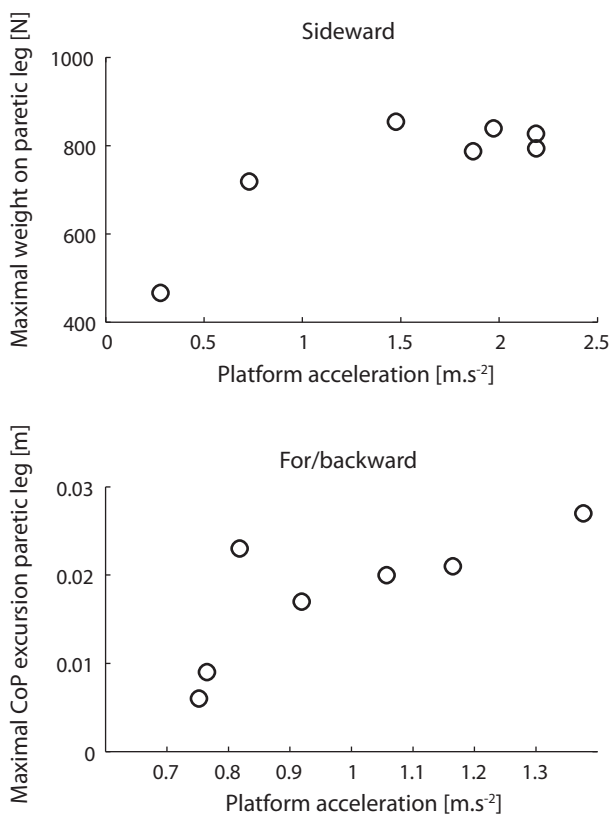 Sideward
Maximal weight on paretic leg [N]
1000
800
600
400
0 0.5 1 1.5 2 2.5
Platform acceleration [m.s-2]
For/backward
Maximal CoP excursion paretic leg [m]
0.03
0.02
0.01
0
0.7 0.8 0.9 1 1.1 1.2 1.3
Platform acceleration [m.s-2]